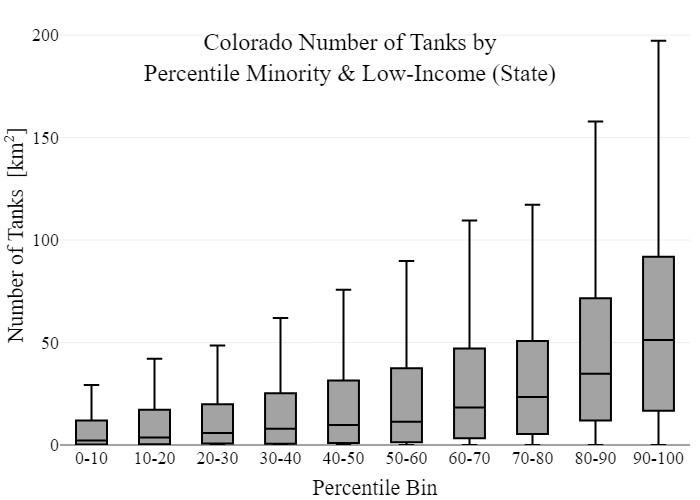 Colorado Number of Tanks by
Percentile Minority & Low-Income (State)
Number of Tanks [km²]
200
150
100
50
0
0-10 10-20 20-30 30-40 40-50 50-60 60-70 70-80 80-90 90-100
Percentile Bin